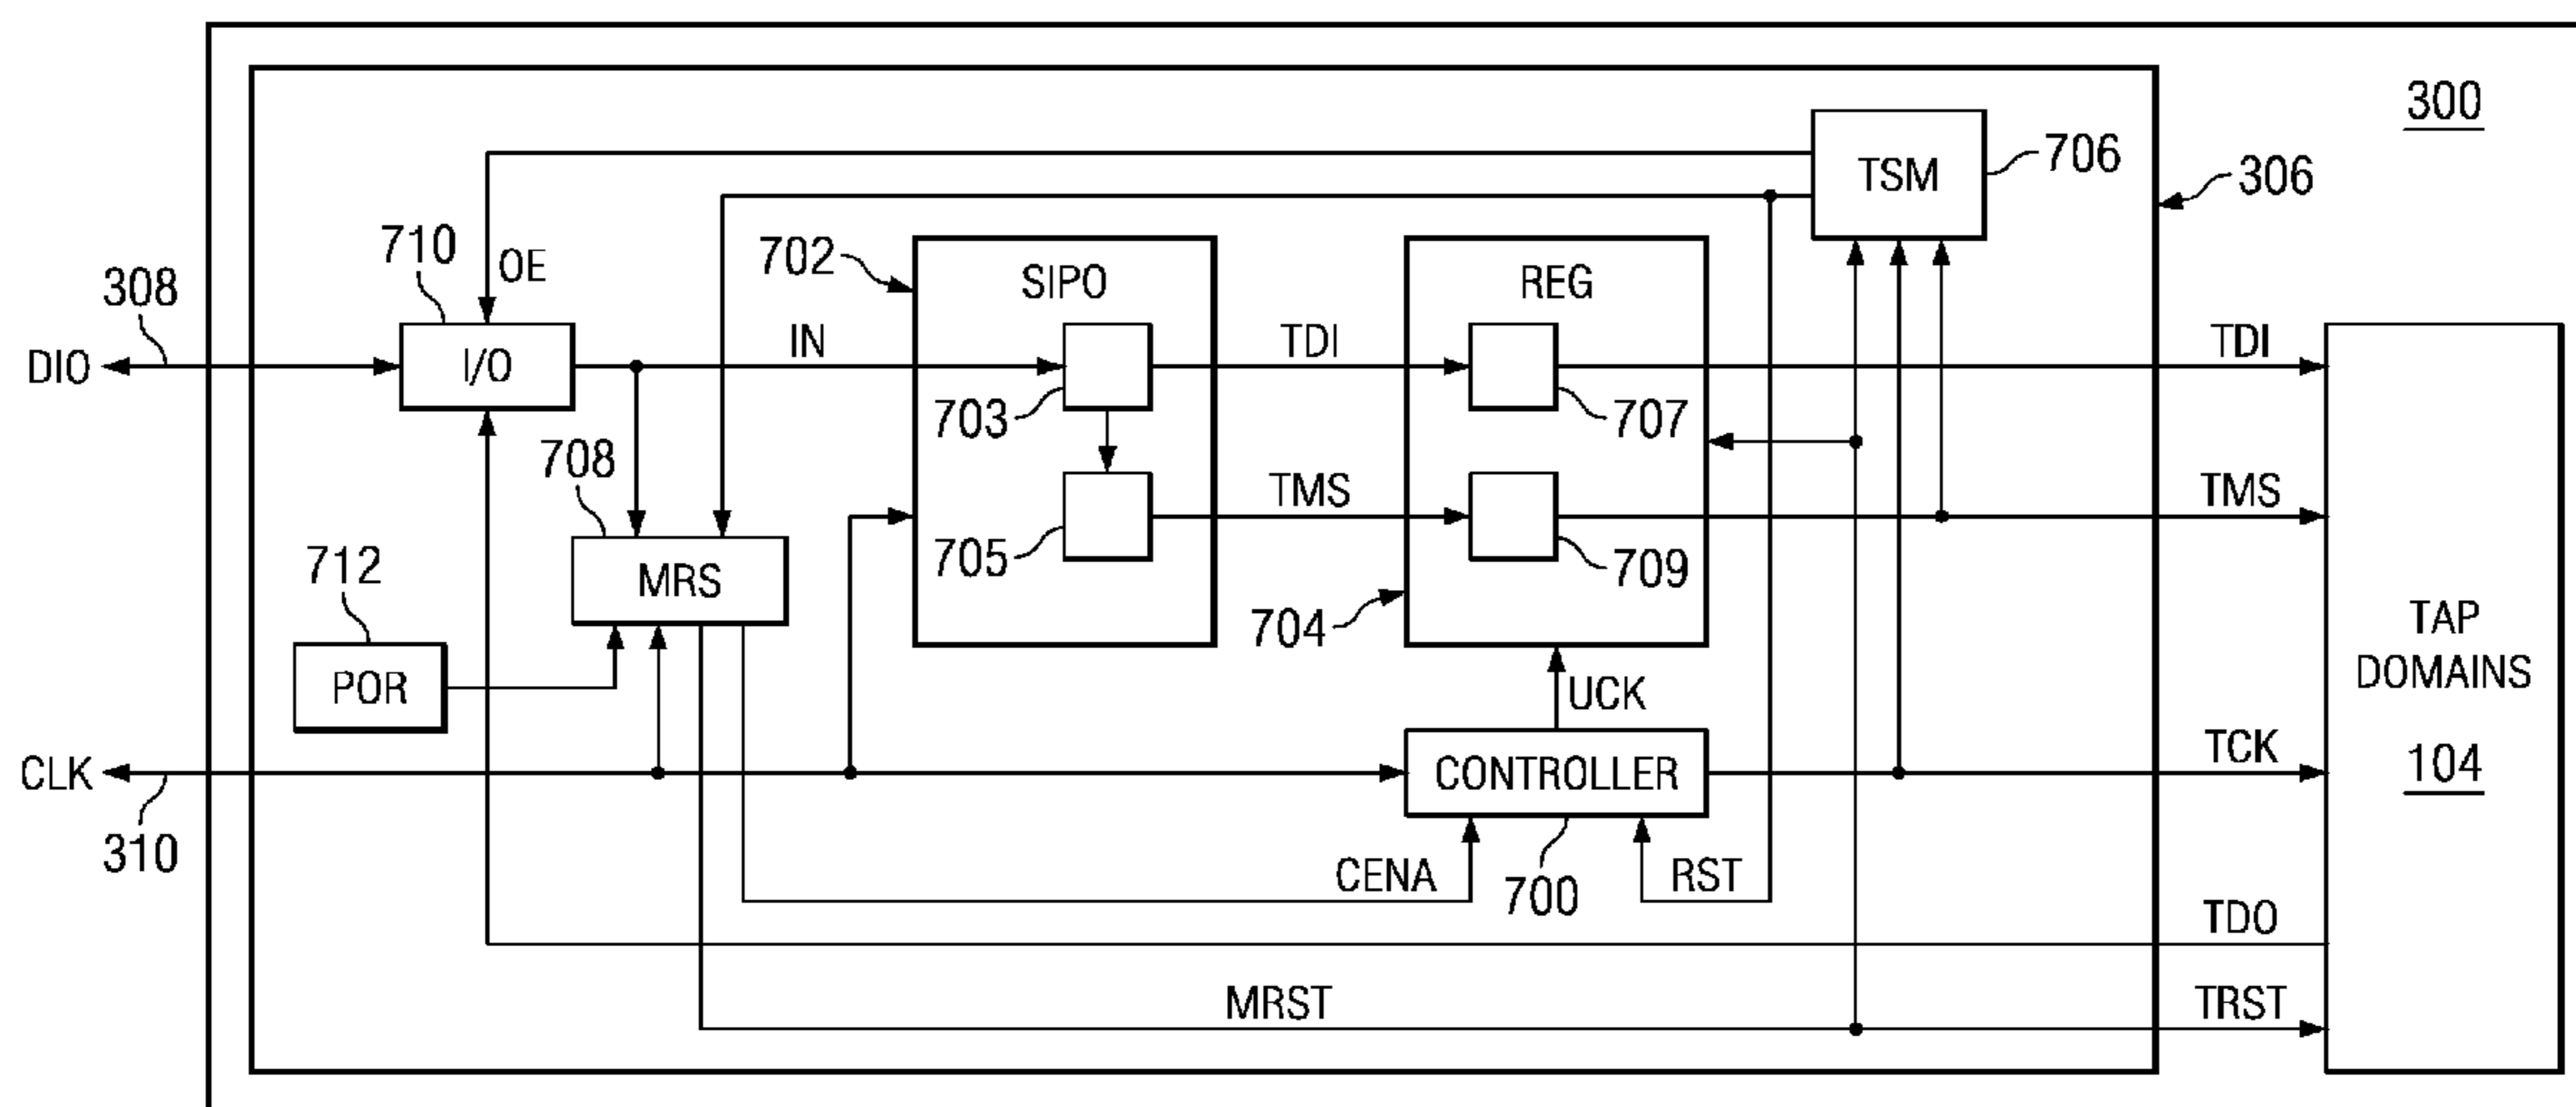 300
TSM
706
306
710
OE
702
SIPO
REG
308
DIO
I/O
IN
TDI
TDI
703
707
708
TMS
TMS
705
709
712
MRS
704
TAP
DOMAINS
104
POR
UCK
CLK
CONTROLLER
TCK
310
CENA
700
RST
TDO
MRST
TRST